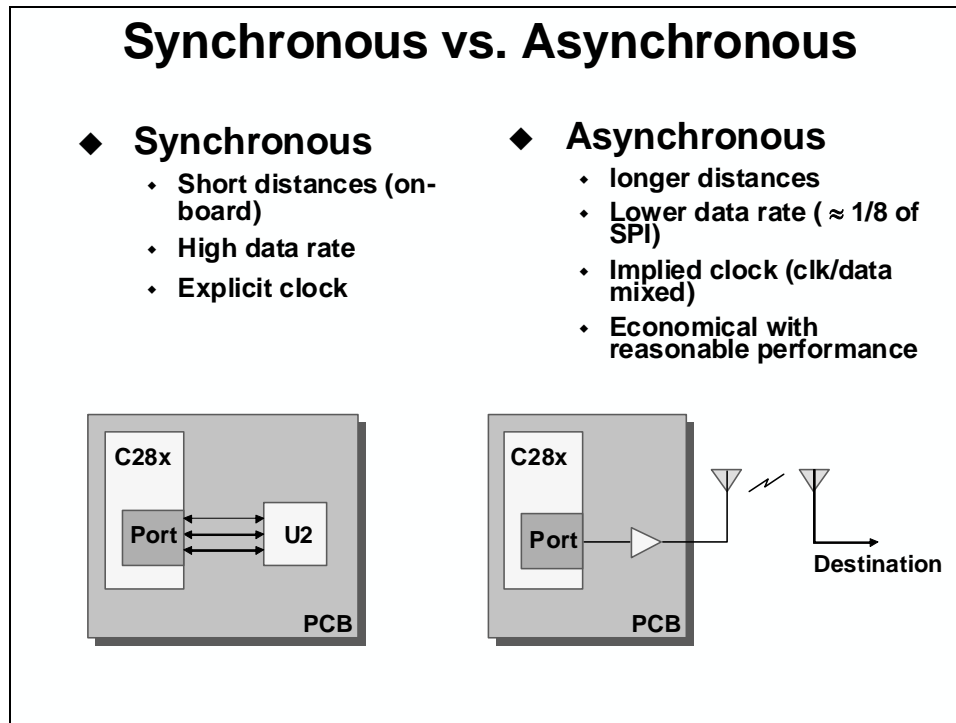 Synchronous vs. Asynchronous
◆ Synchronous
◆ Short distances (on-
board)
◆ High data rate
◆ Explicit clock
◆ Asynchronous
◆ longer distances
◆ Lower data rate ( ≈ 1/8 of
SPI)
◆ Implied clock (clk/data
mixed)
◆ Economical with
reasonable performance
C28x
Port
U2
PCB
C28x
Port
PCB
Destination